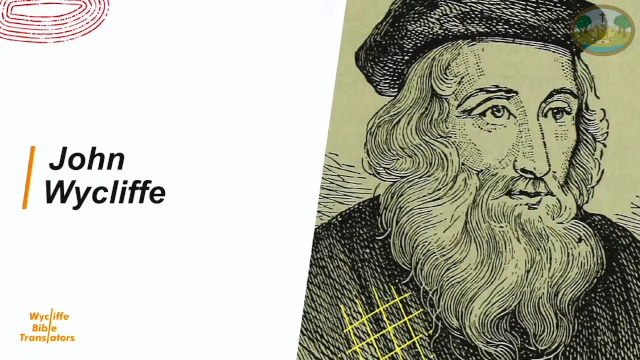 John
Wycliffe
Wycliffe
Bible
Translators